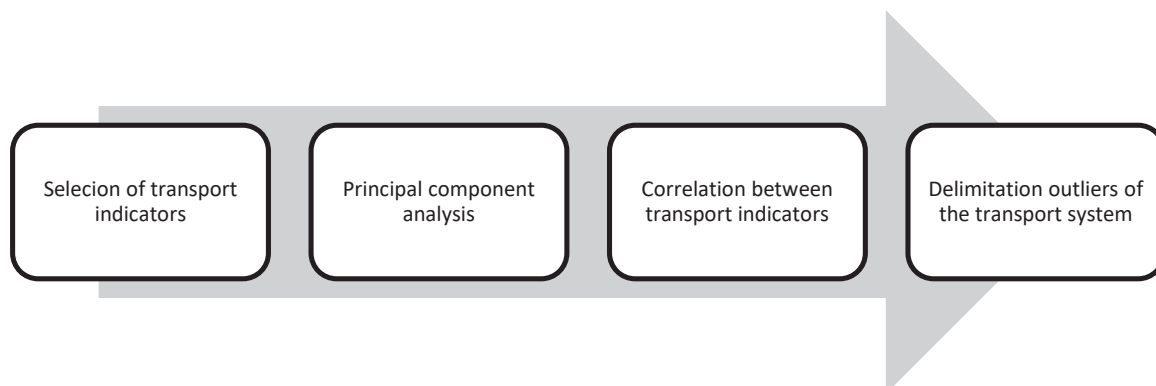 Selecion of transport
indicators
Principal component
analysis
Correlation between
transport indicators
Delimitation outliers of
the transport system